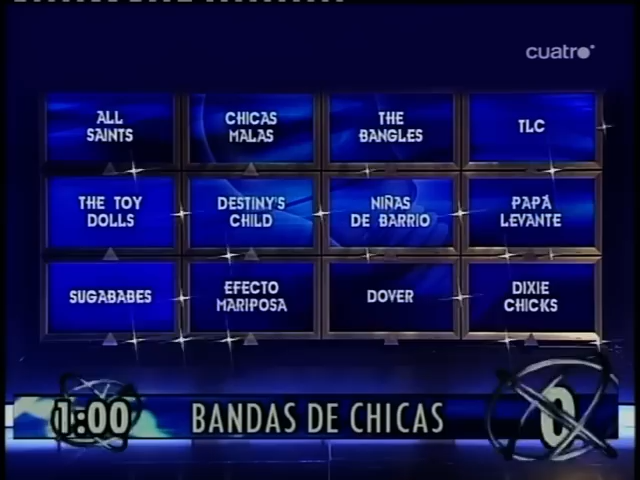 cuatro
ALL
SAINTS
CHICAS
MALAS
THE
BANGLES
TLC
THE TOY
DOLLS
DESTINY'S
CHILD
NIÑAS
DE BARRIO
PAPÁ
LEVANTE
SUGABABES
EFECTO
MARIPOSA
DOVER
DIXIE
CHICKS
1:00
BANDAS DE CHICAS
0